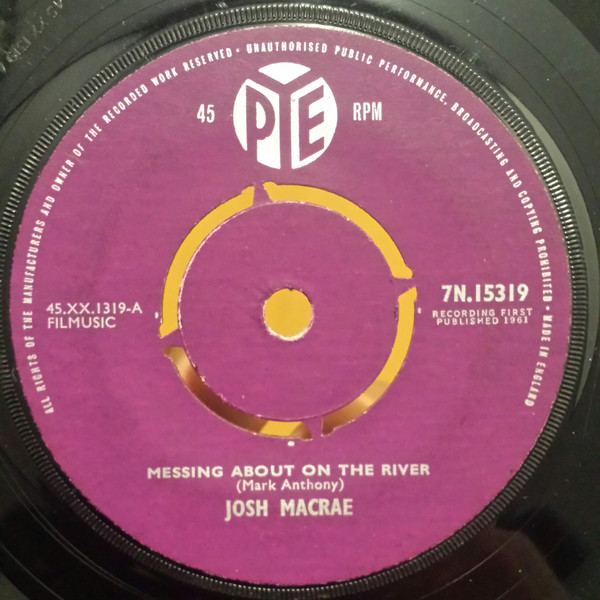 ALL RIGHTS OF THE MANUFACTURERS AND OWNER OF THE RECORDED WORK RESERVED • UNAUTHORISED PUBLIC PERFORMANCE, BROADCASTING AND COPYING PROHIBITED • MADE IN ENGLAND
45
PYE
RPM
45.XX.1319-A
FILMUSIC
7N.15319
RECORDING FIRST
PUBLISHED 1961
MESSING ABOUT ON THE RIVER
(Mark Anthony)
JOSH MACRAE